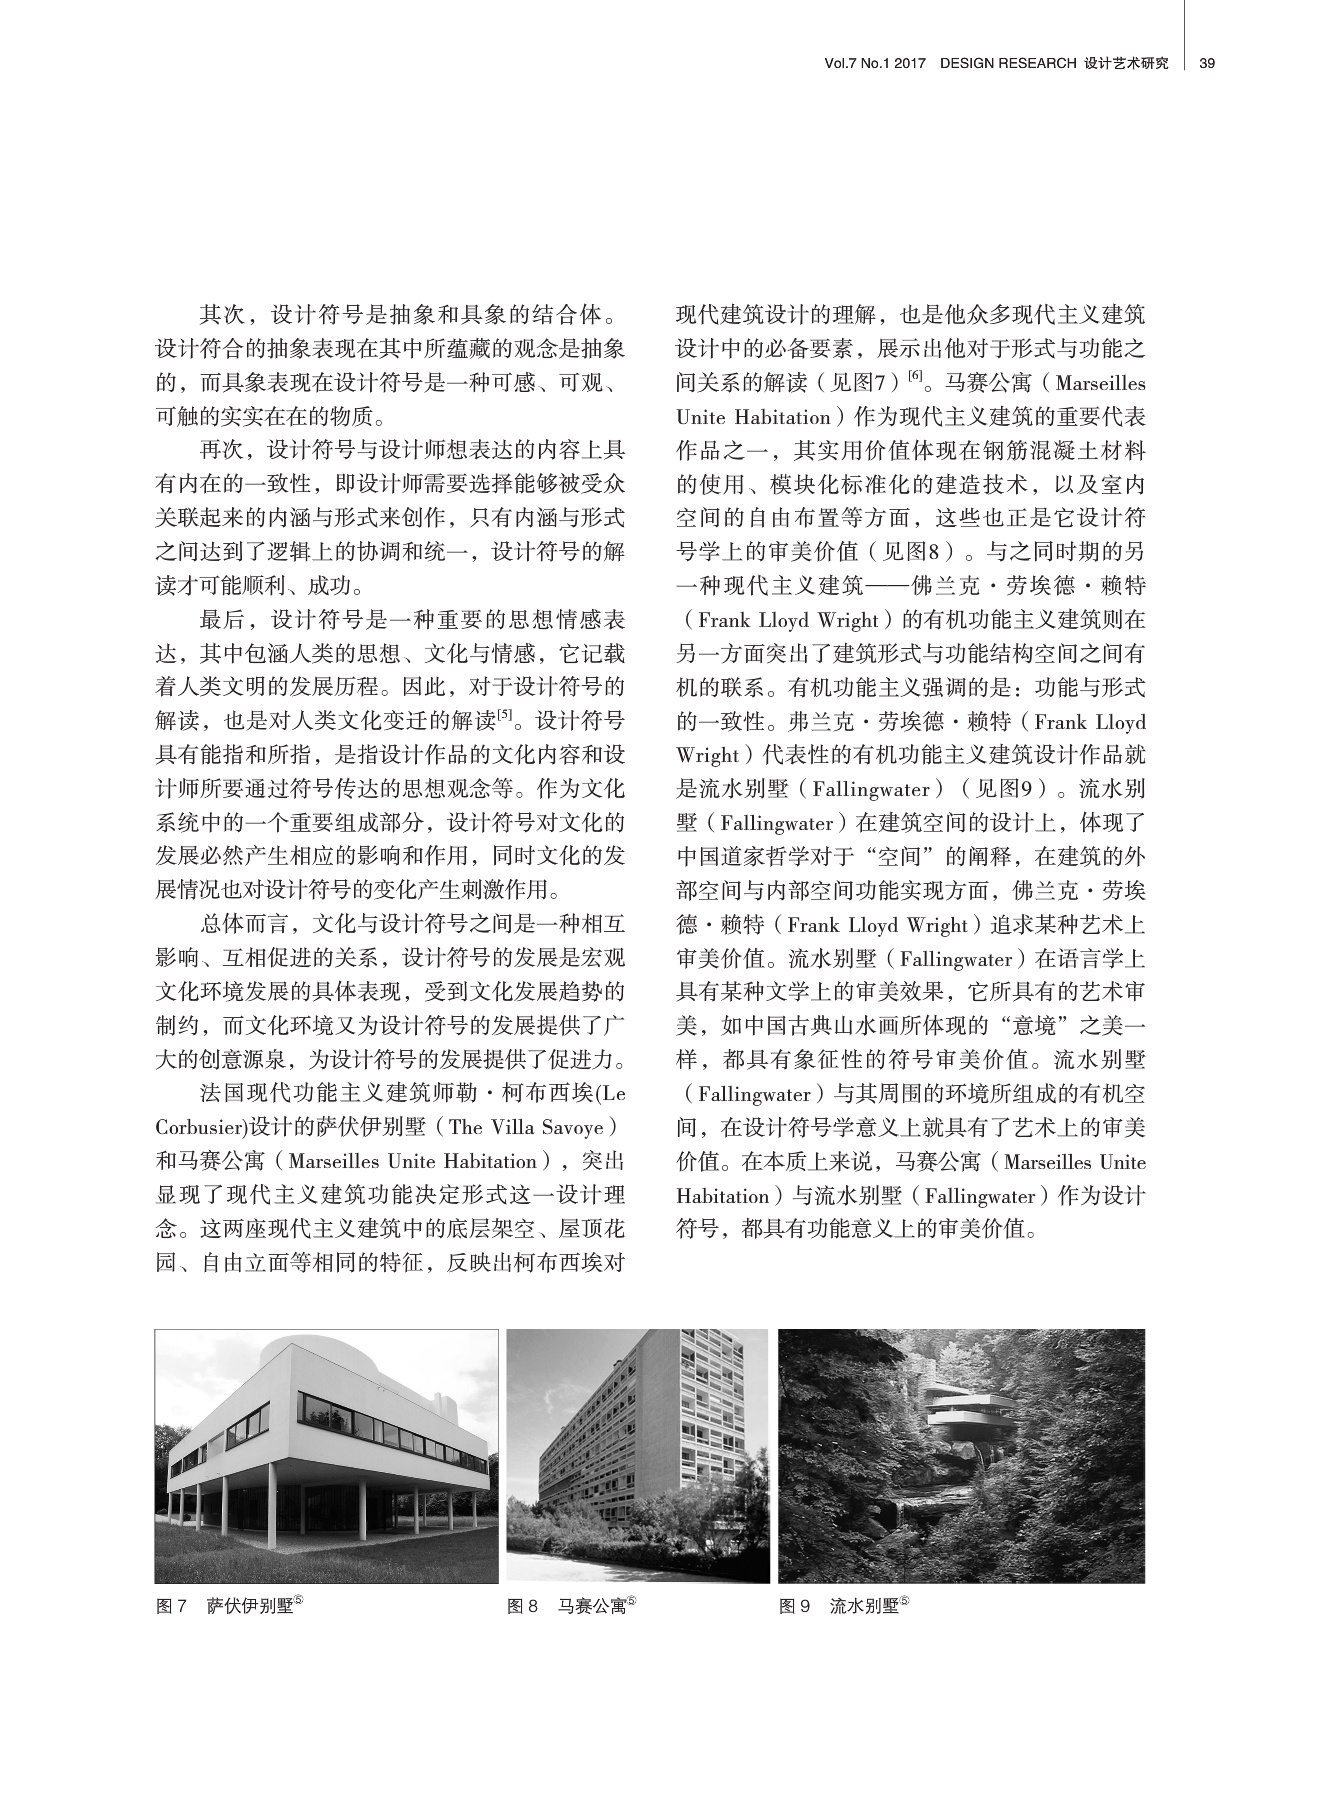 Vol.7 No.1 2017 DESIGN RESEARCH 设计艺术研究 39
其次，设计符号是抽象和具象的结合体。
设计符合的抽象表现在其中所蕴藏的观念是抽象
的，而具象表现在设计符号是一种可感、可观、
可触的实实在在的物质。
再次，设计符号与设计师想表达的内容上具
有内在的一致性，即设计师需要选择能够被受众
关联起来的内涵与形式来创作，只有内涵与形式
之间达到了逻辑上的协调和统一，设计符号的解
读才可能顺利、成功。
最后，设计符号是一种重要的思想情感表
达，其中包涵人类的思想、文化与情感，它记载
着人类文明的发展历程。因此，对于设计符号的
解读，也是对人类文化变迁的解读[5]。设计符号
具有能指和所指，是指设计作品的文化内容和设
计师所要通过符号传达的思想观念等。作为文化
系统中的一个重要组成部分，设计符号对文化的
发展必然产生相应的影响和作用，同时文化的发
展情况也对设计符号的变化产生刺激作用。
总体而言，文化与设计符号之间是一种相互
影响、互相促进的关系，设计符号的发展是宏观
文化环境发展的具体表现，受到文化发展趋势的
制约，而文化环境又为设计符号的发展提供了广
大的创意源泉，为设计符号的发展提供了促进力。
法国现代功能主义建筑师勒·柯布西埃(Le
Corbusier)设计的萨伏伊别墅（The Villa Savoye）
和马赛公寓（Marseilles Unite Habitation），突出
显现了现代主义建筑功能决定形式这一设计理
念。这两座现代主义建筑中的底层架空、屋顶花
园、自由立面等相同的特征，反映出柯布西埃对
现代建筑设计的理解，也是他众多现代主义建筑
设计中的必备要素，展示出他对于形式与功能之
间关系的解读（见图7）[6]。马赛公寓（Marseilles
Unite Habitation）作为现代主义建筑的重要代表
作品之一，其实用价值体现在钢筋混凝土材料
的使用、模块化标准化的建造技术，以及室内
空间的自由布置等方面，这些也正是它设计符
号学上的审美价值（见图8）。与之同时期的另
一种现代主义建筑——佛兰克·劳埃德·赖特
（Frank Lloyd Wright）的有机功能主义建筑则在
另一方面突出了建筑形式与功能结构空间之间有
机的联系。有机功能主义强调的是：功能与形式
的一致性。弗兰克·劳埃德·赖特（Frank Lloyd
Wright）代表性的有机功能主义建筑设计作品就
是流水别墅（Fallingwater）（见图9）。流水别
墅（Fallingwater）在建筑空间的设计上，体现了
中国道家哲学对于“空间”的阐释，在建筑的外
部空间与内部空间功能实现方面，佛兰克·劳埃
德·赖特（Frank Lloyd Wright）追求某种艺术上
审美价值。流水别墅（Fallingwater）在语言学上
具有某种文学上的审美效果，它所具有的艺术审
美，如中国古典山水画所体现的“意境”之美一
样，都具有象征性的符号审美价值。流水别墅
（Fallingwater）与其周围的环境所组成的有机空
间，在设计符号学意义上就具有了艺术上的审美
价值。在本质上来说，马赛公寓（Marseilles Unite
Habitation）与流水别墅（Fallingwater）作为设计
符号，都具有功能意义上的审美价值。
图7 萨伏伊别墅⑤
图8 马赛公寓⑤
图9 流水别墅⑤